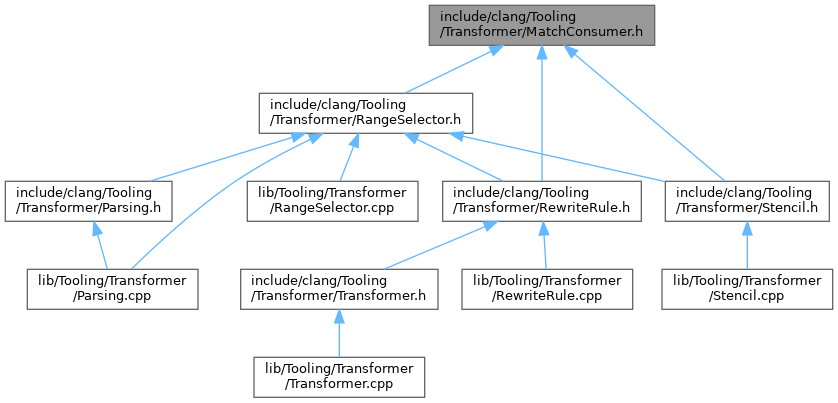 include/clang/Tooling
/Transformer/MatchConsumer.h
include/clang/Tooling
/Transformer/RangeSelector.h
include/clang/Tooling
/Transformer/Parsing.h
lib/Tooling/Transformer
/RangeSelector.cpp
include/clang/Tooling
/Transformer/RewriteRule.h
include/clang/Tooling
/Transformer/Stencil.h
lib/Tooling/Transformer
/Parsing.cpp
include/clang/Tooling
/Transformer/Transformer.h
lib/Tooling/Transformer
/RewriteRule.cpp
lib/Tooling/Transformer
/Stencil.cpp
lib/Tooling/Transformer
/Transformer.cpp